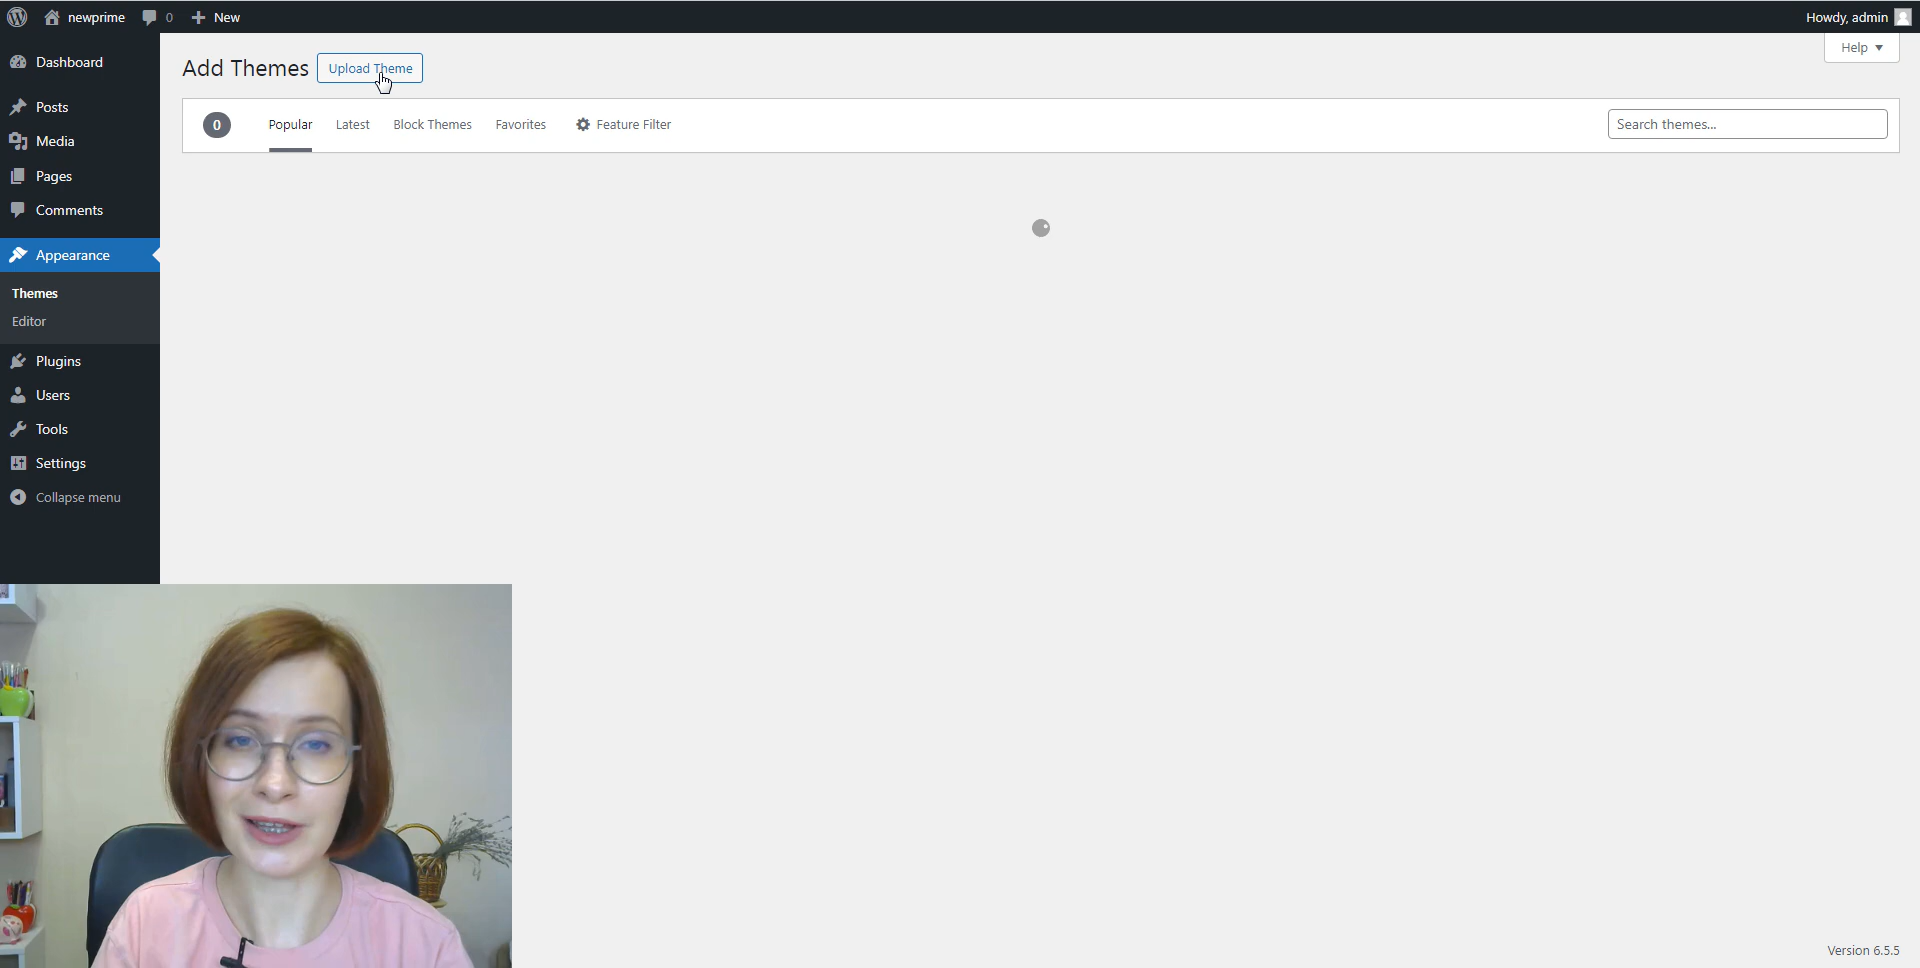 newprime
0
New
Howdy, admin
Help
Dashboard
Posts
Media
Pages
Comments
Appearance
Themes
Editor
Plugins
Users
Tools
Settings
Collapse menu
Add Themes
Upload Theme
0
Popular
Latest
Block Themes
Favorites
Feature Filter
Search themes...
Version 6.5.5